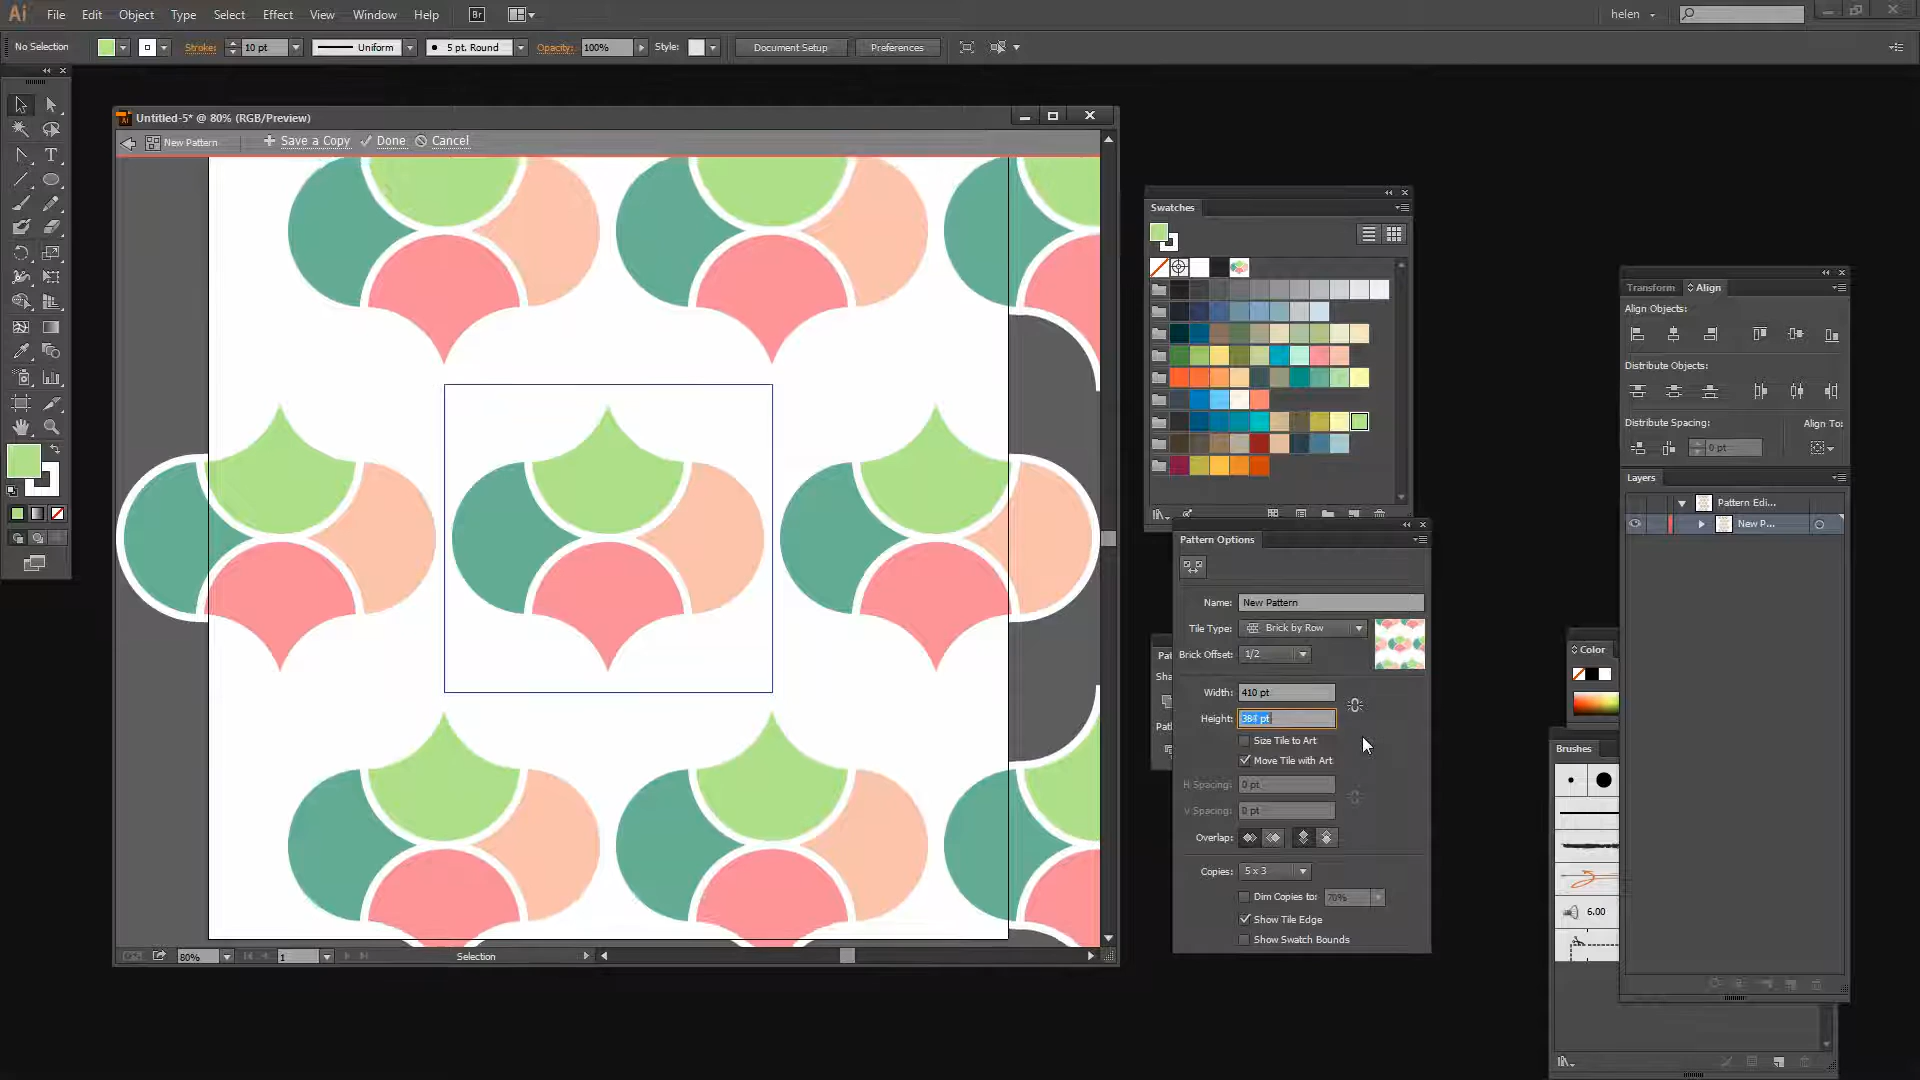 Ai File Edit Object Type Select Effect View Window Help Br helen
No Selection Stroke: 10 pt Uniform 5 pt. Round Opacity: 100% Style: Document Setup Preferences
Untitled-5* @ 80% (RGB/Preview)
New Pattern Save a Copy Done Cancel
80% 1 Selection
Swatches
Pattern Options
Name: New Pattern
Tile Type: Brick by Row
Brick Offset: 1/2
Width: 410 pt
Height: 384 pt
Size Tile to Art
Move Tile with Art
H Spacing: 0 pt
V Spacing: 0 pt
Overlap:
Copies: 5 x 3
Dim Copies to: 70%
Show Tile Edge
Show Swatch Bounds
Pat
Sha
Pat
Transform Align
Align Objects:
Distribute Objects:
Distribute Spacing: Align To:
0 pt
Layers
Pattern Edi...
New P...
Color
Brushes
6.00